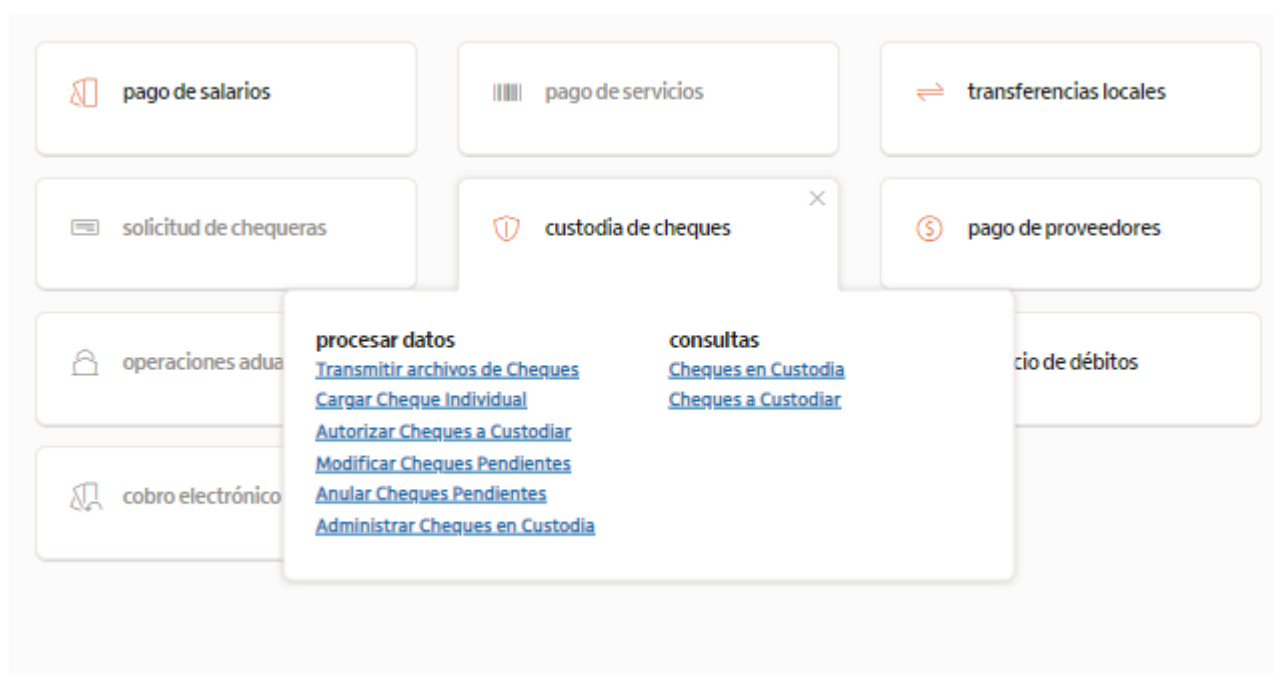 pago de salarios
pago de servicios
transferencias locales
solicitud de chequeras
custodia de cheques
pago de proveedores
operaciones
procesar datos
Transmitir archivos de Cheques
Cargar Cheque Individual
Autorizar Cheques a Custodiar
Modificar Cheques Pendientes
Anular Cheques Pendientes
Administrar Cheques en Custodia
consultas
Cheques en Custodia
Cheques a Custodiar
de débitos
cobro electrónico